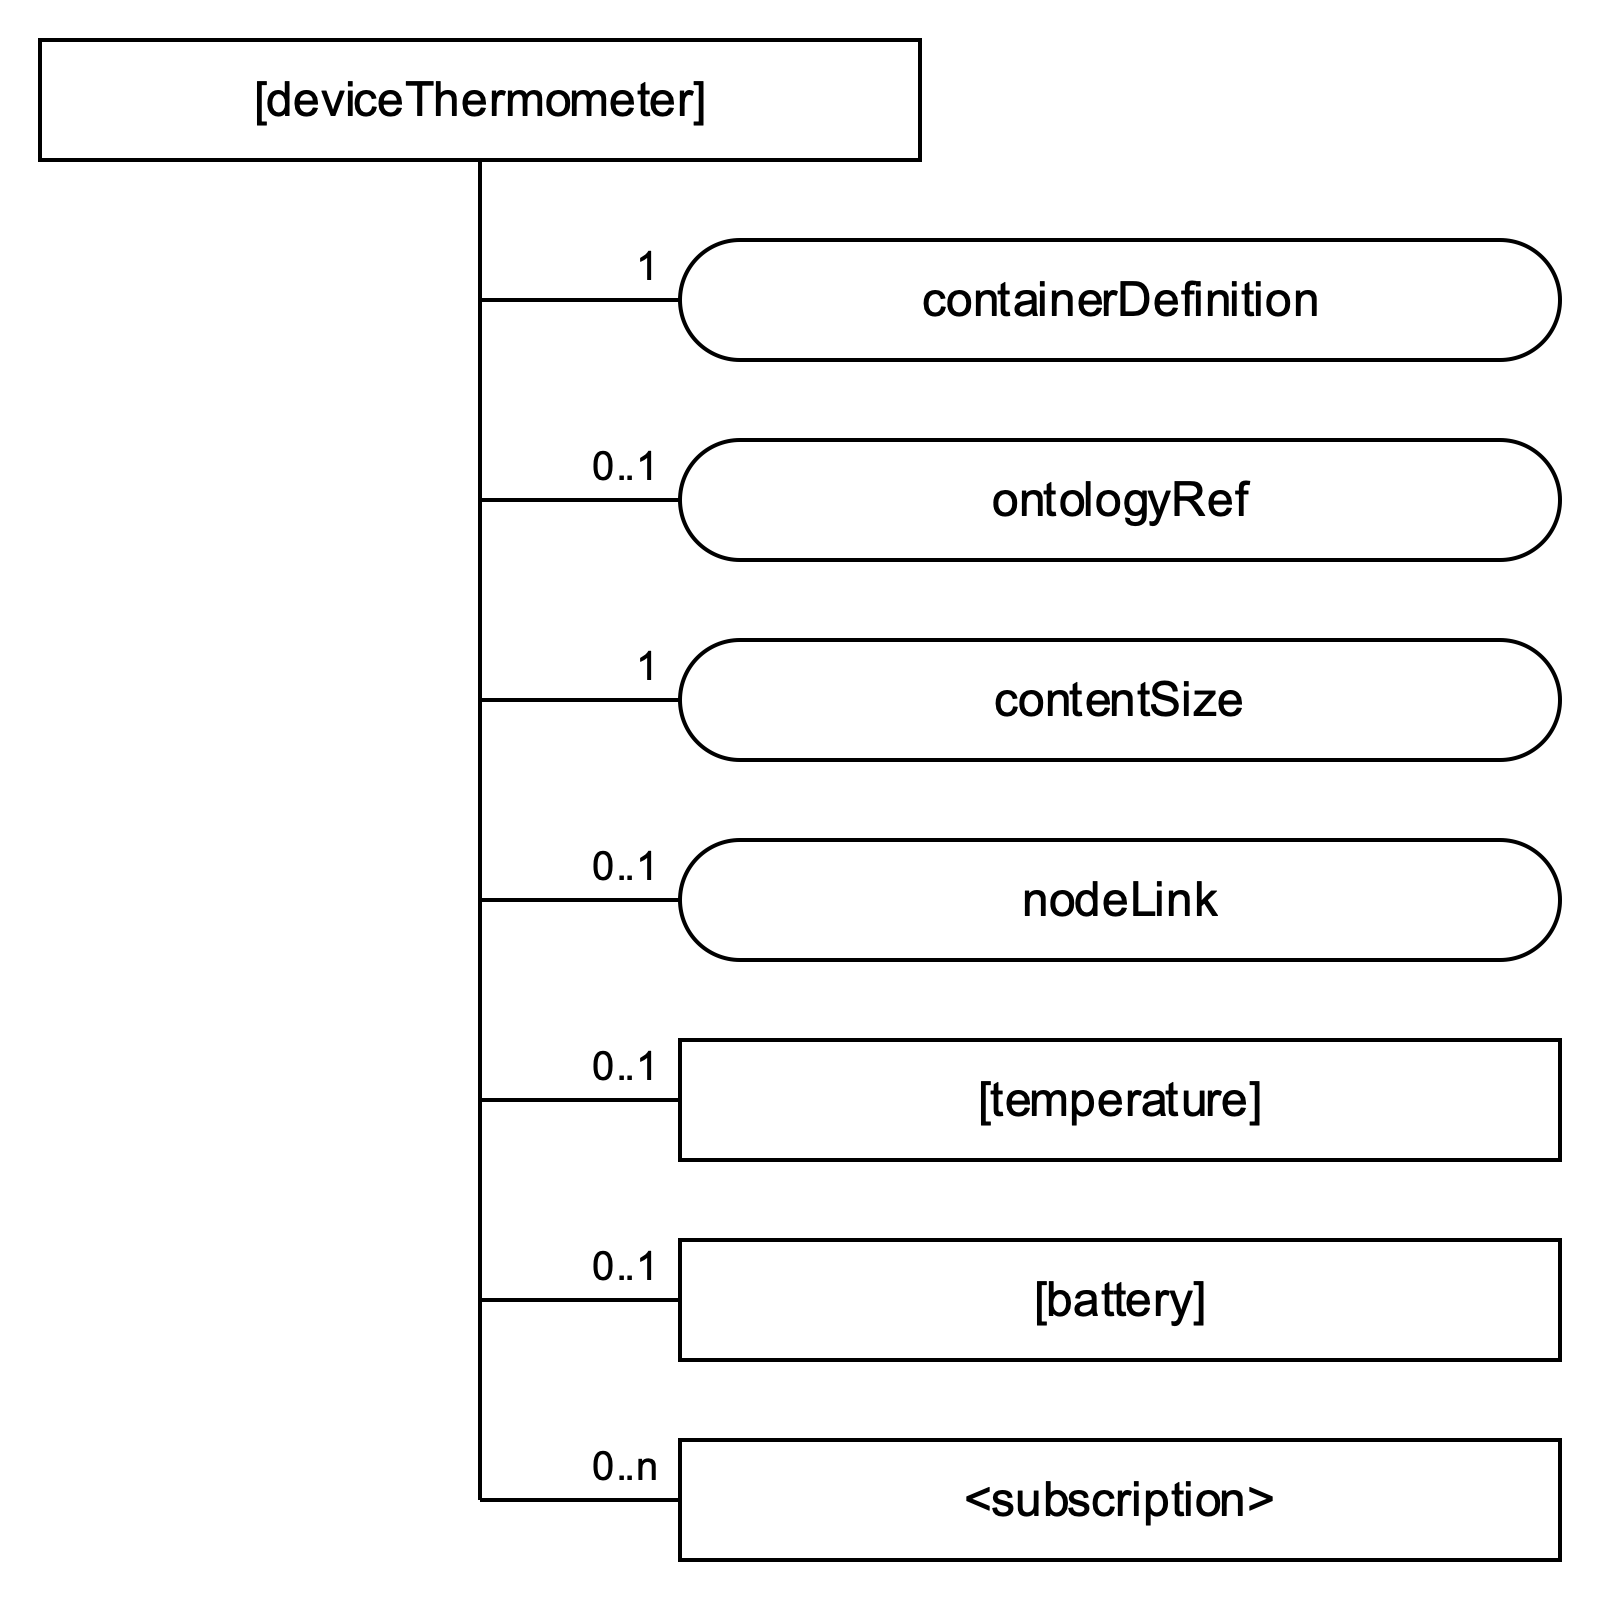 [deviceThermometer]
1
containerDefinition
0..1
ontologyRef
1
contentSize
0..1
nodeLink
0..1
[temperature]
0..1
[battery]
0..n
<subscription>